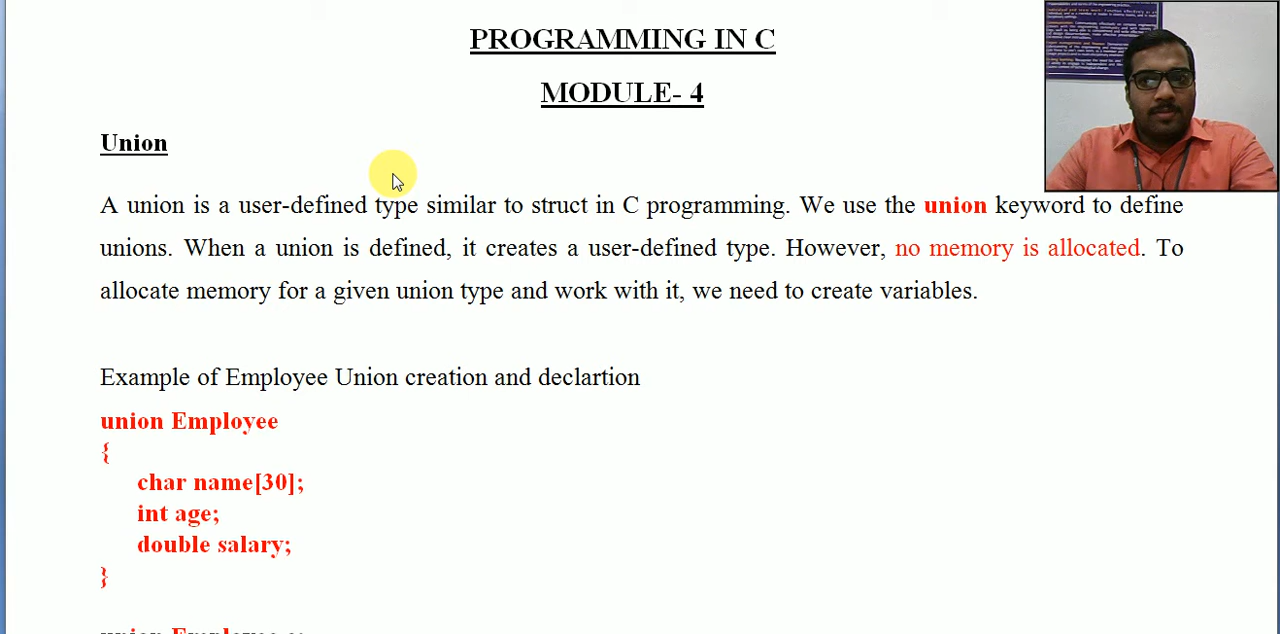 PROGRAMMING IN C
MODULE- 4
Union
A union is a user-defined type similar to struct in C programming. We use the union keyword to define
unions. When a union is defined, it creates a user-defined type. However, no memory is allocated. To
allocate memory for a given union type and work with it, we need to create variables.
Example of Employee Union creation and declartion
union Employee
{
char name[30];
int age;
double salary;
}